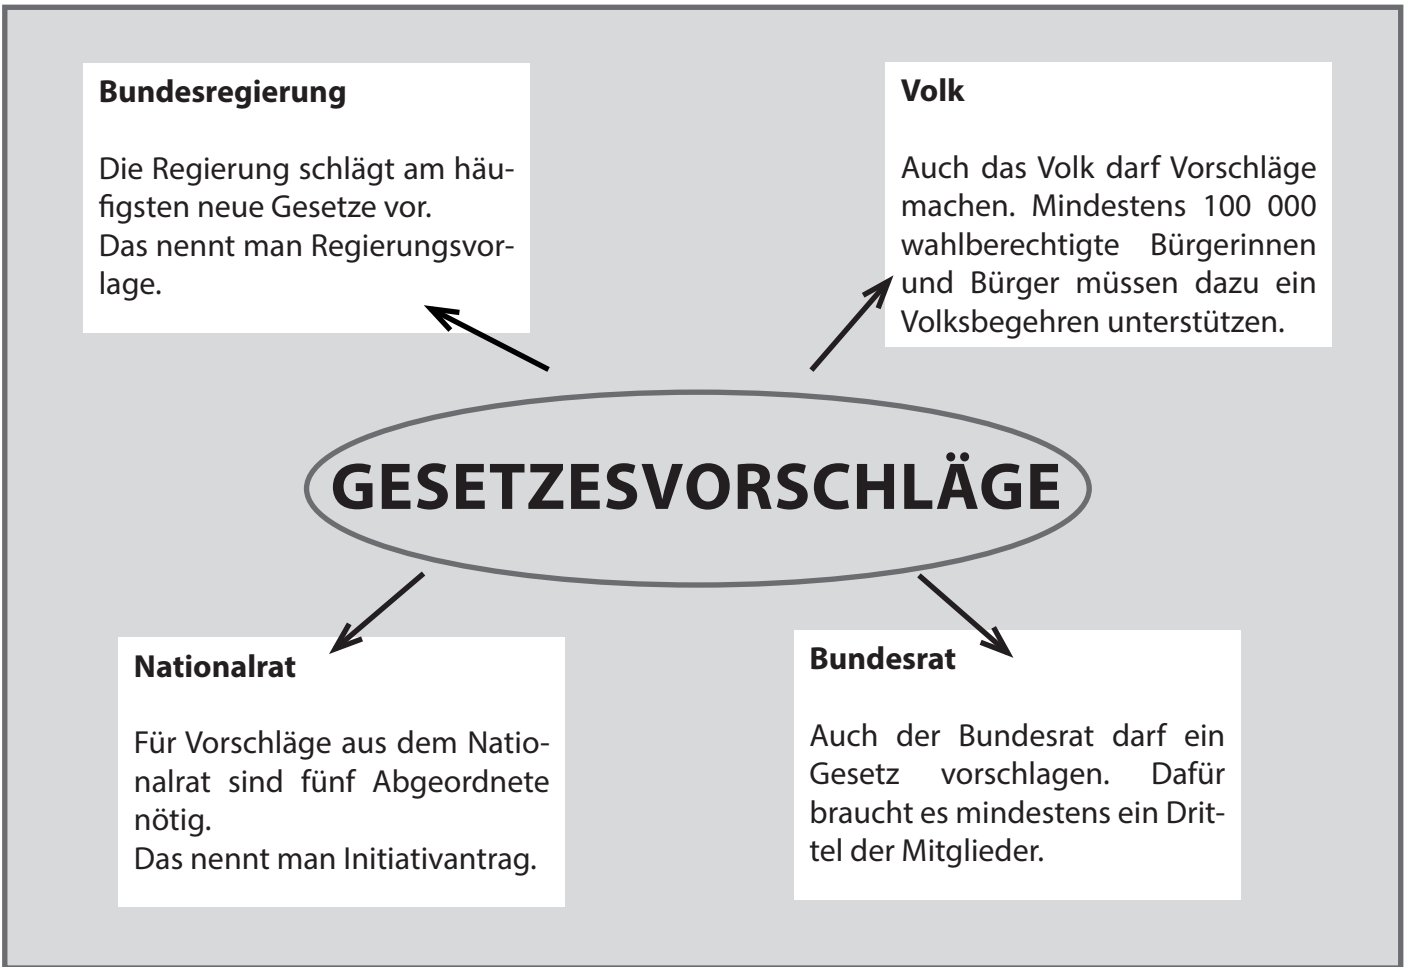 Bundesregierung
Die Regierung schlägt am häu-
figsten neue Gesetze vor.
Das nennt man Regierungsvor-
lage.
Volk
Auch das Volk darf Vorschläge
machen. Mindestens 100 000
wahlberechtigte Bürgerinnen
und Bürger müssen dazu ein
Volksbegehren unterstützen.
GESETZESVORSCHLÄGE
Nationalrat
Für Vorschläge aus dem Natio-
nalrat sind fünf Abgeordnete
nötig.
Das nennt man Initiativantrag.
Bundesrat
Auch der Bundesrat darf ein
Gesetz vorschlagen. Dafür
braucht es mindestens ein Drit-
tel der Mitglieder.